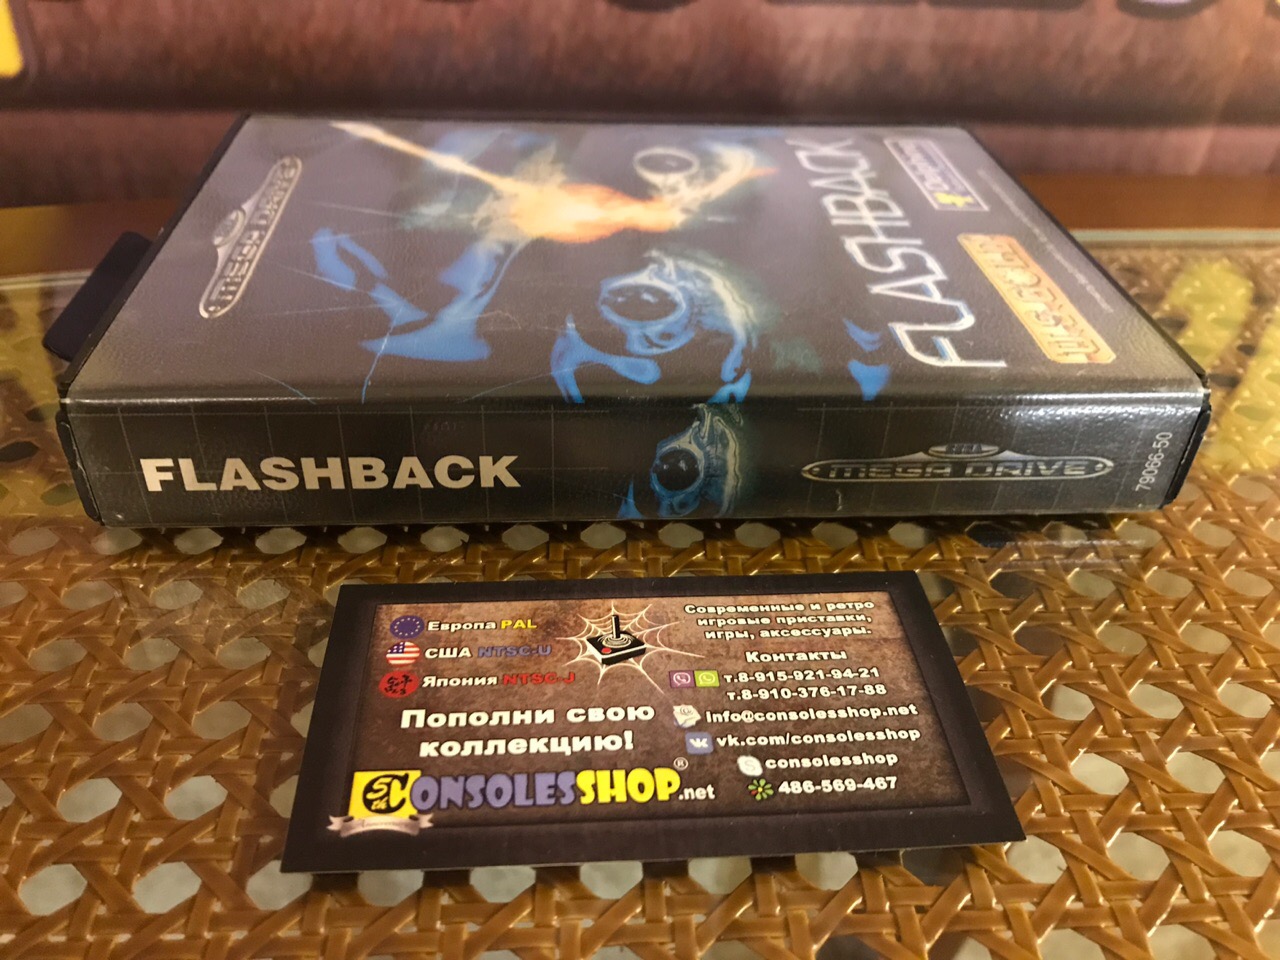 MEGA DRIVE
FLASHBACK
FLASHBACK
MEGA DRIVE
79066-50
Европа PAL
США NTSC-U
Япония NTSC-J
Пополни свою
коллекцию!
CONSOLESSHOP®.net
Современные и ретро
игровые приставки,
игры, аксессуары.
Контакты
т.8-915-921-94-21
т.8-910-376-17-88
info@consolesshop.net
vk.com/consolesshop
consolesshop
486-569-467